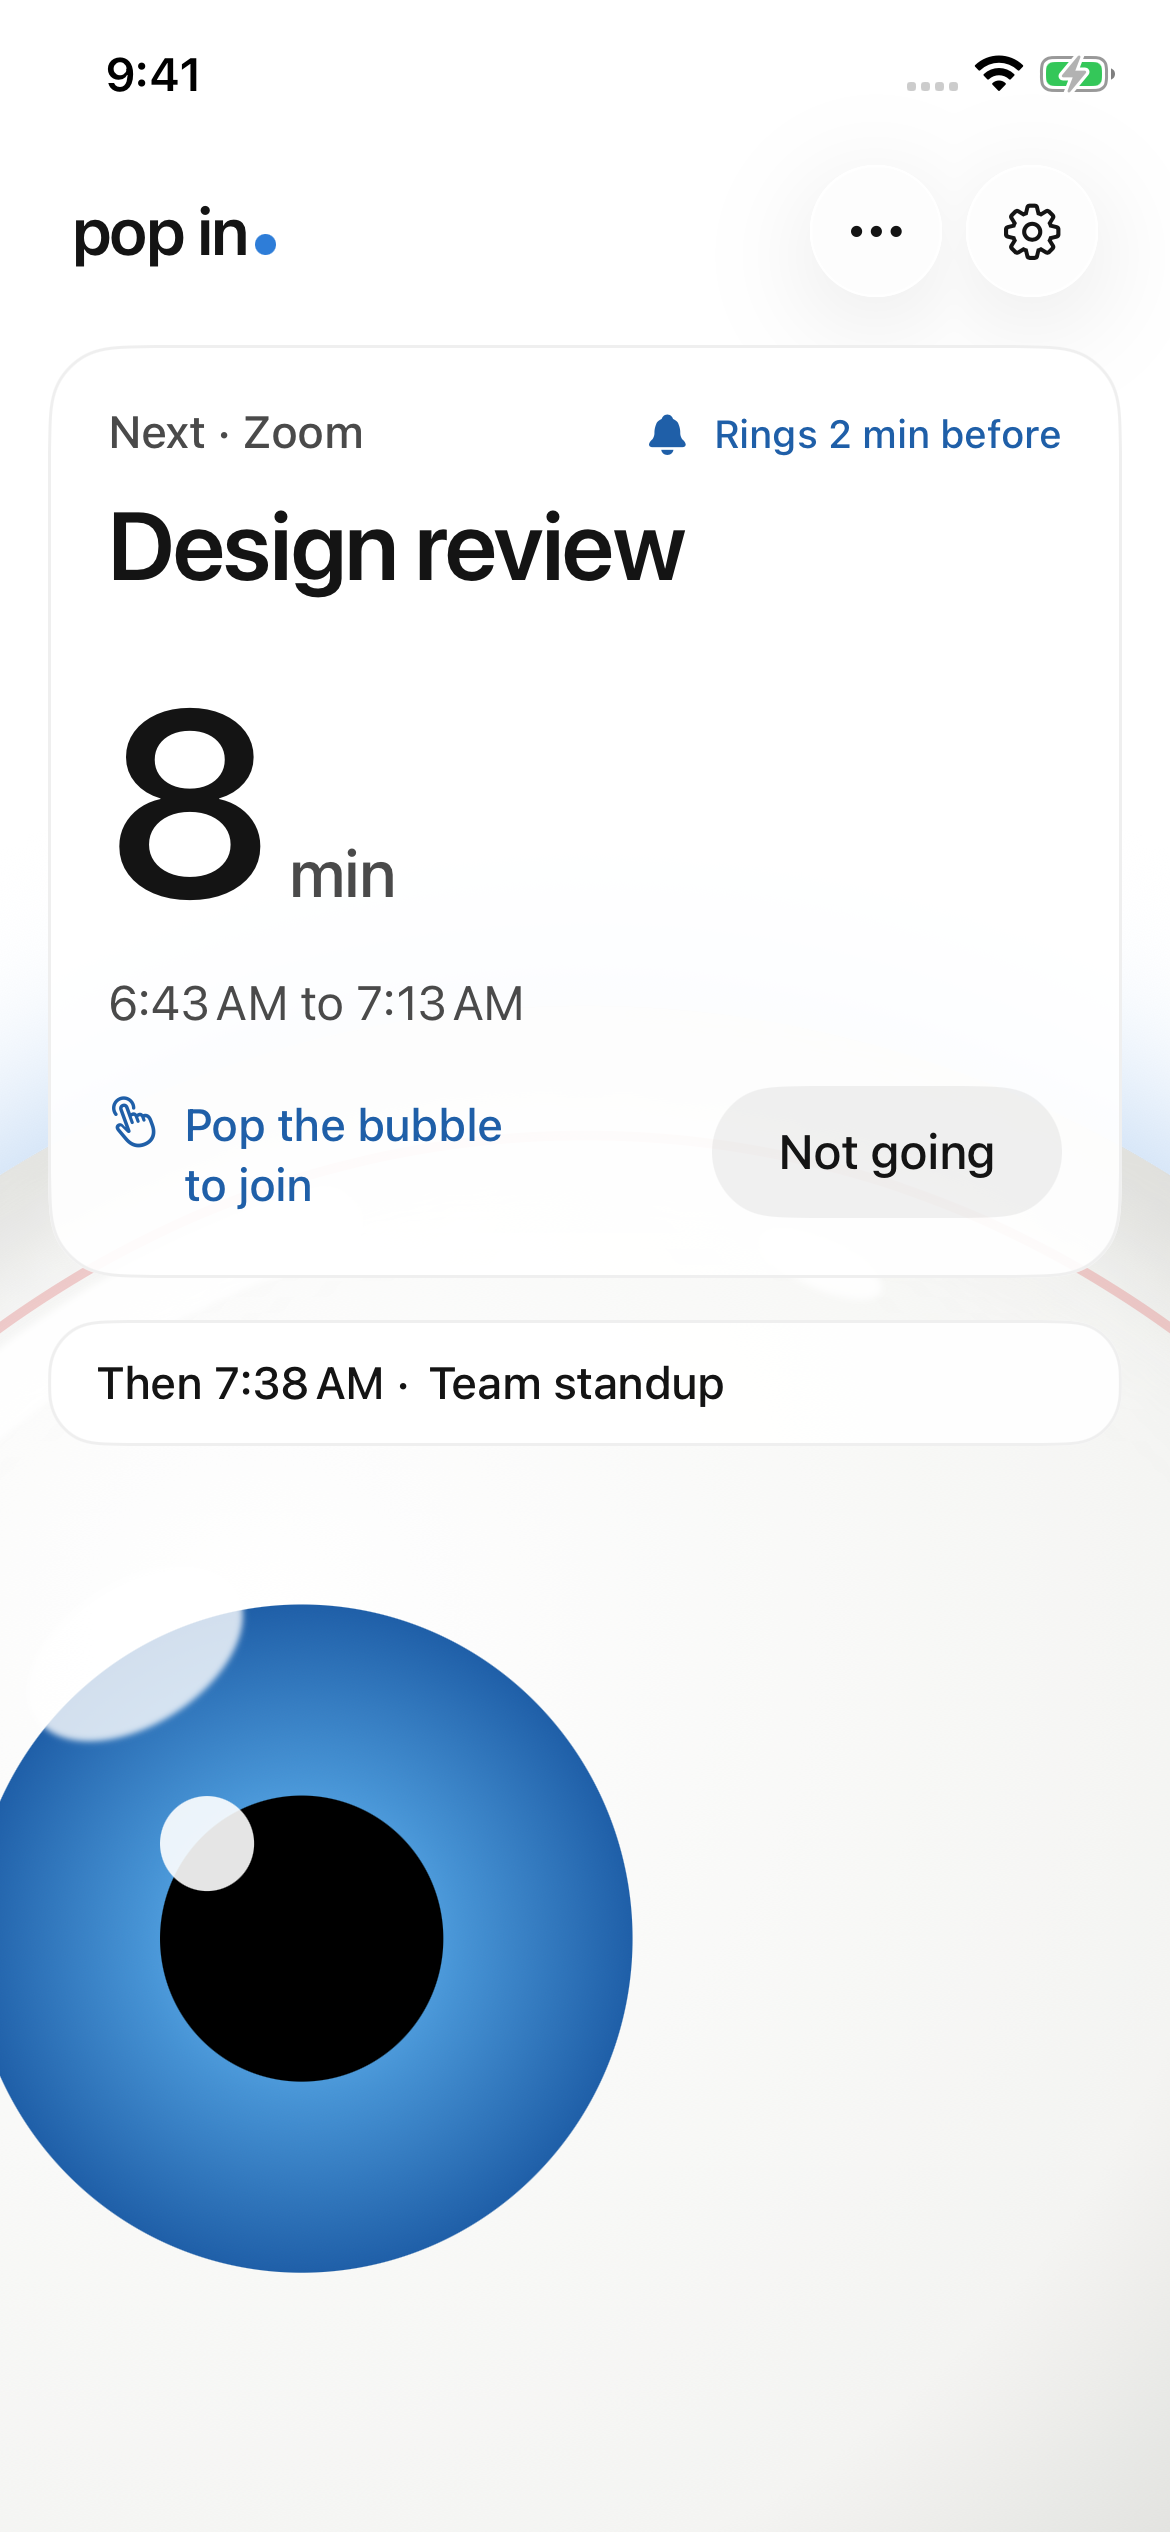 9:41
pop in
Next · Zoom
Rings 2 min before
Design review
8 min
6:43 AM to 7:13 AM
Pop the bubble
to join
Not going
Then 7:38 AM · Team standup